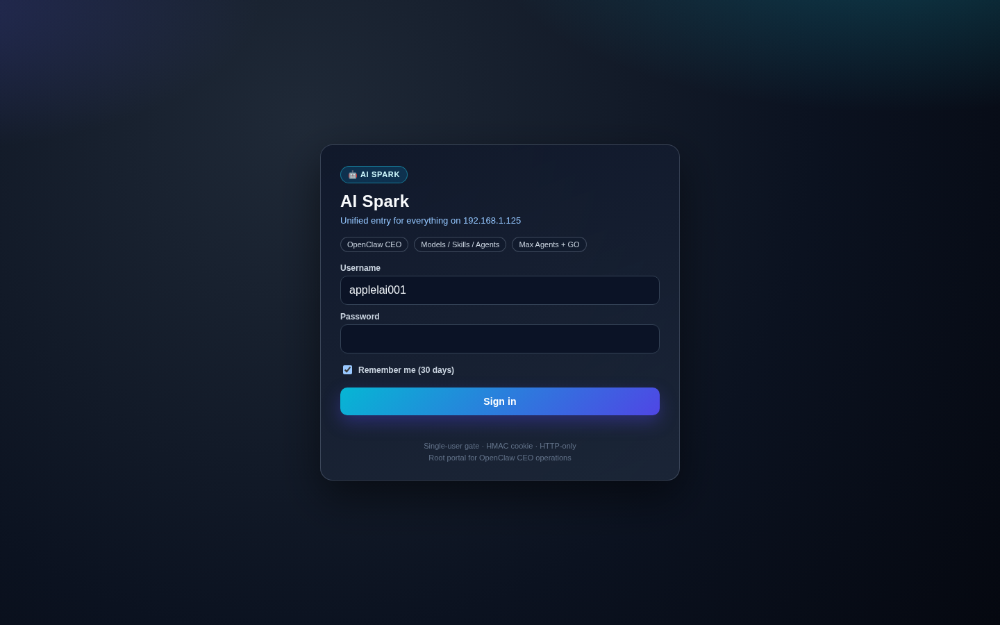 🤖 AI SPARK
AI Spark
Unified entry for everything on 192.168.1.125
OpenClaw CEO Models / Skills / Agents Max Agents + GO
Username
applelai001
Password
Remember me (30 days)
Sign in
Single-user gate · HMAC cookie · HTTP-only
Root portal for OpenClaw CEO operations